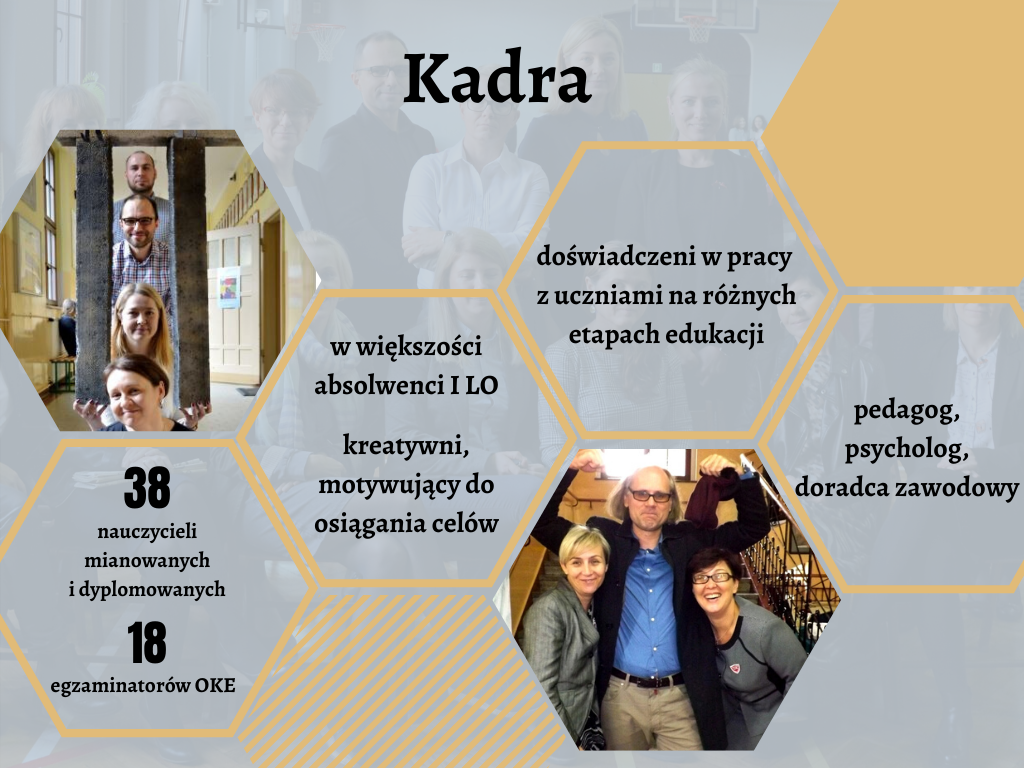 Kadra
doświadczeni w pracy
z uczniami na różnych
etapach edukacji
w większości
absolwenci I LO
kreatywni,
motywujący do
osiągania celów
pedagog,
psycholog,
doradca zawodowy
38
nauczycieli
mianowanych
i dyplomowanych
18
egzaminatorów OKE